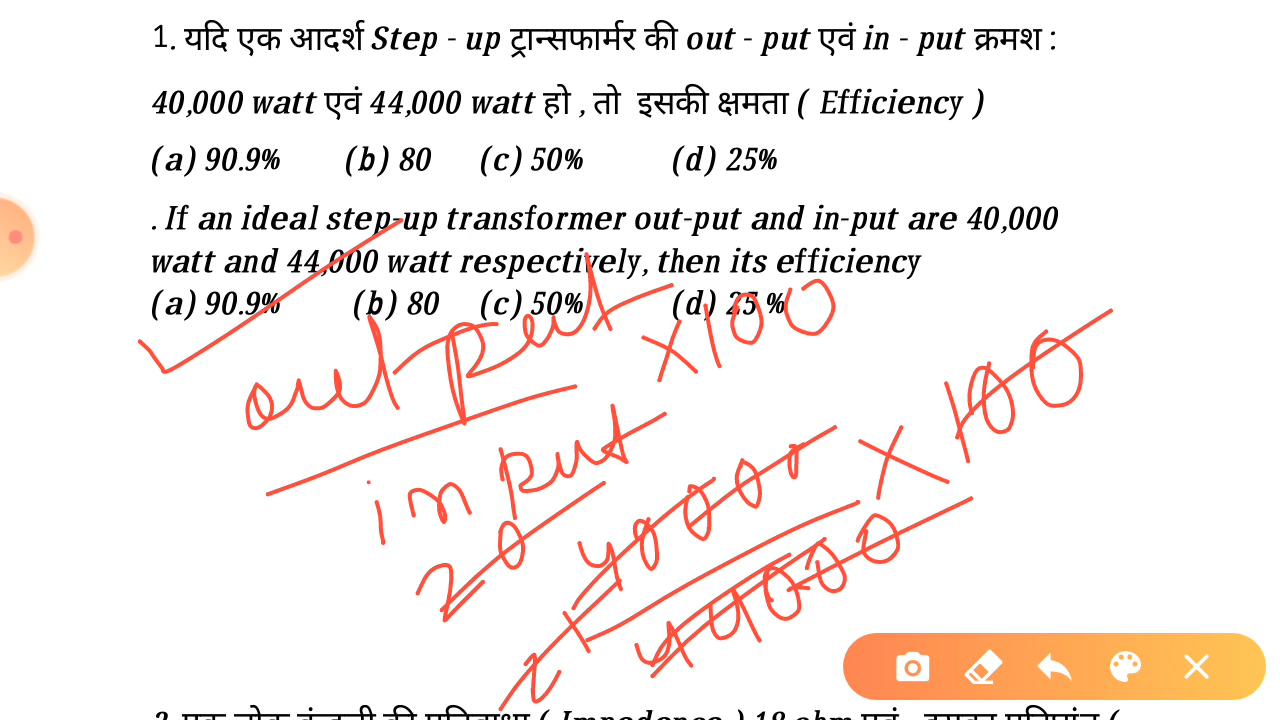 1. यदि एक आदर्श Step - up ट्रान्सफार्मर की out - put एवं in - put क्रमश :
40,000 watt एवं 44,000 watt हो , तो इसकी क्षमता ( Efficiency )
(a) 90.9% (b) 80 (c) 50% (d) 25%
. If an ideal step-up transformer out-put and in-put are 40,000
watt and 44,000 watt respectively, then its efficiency
(a) 90.9% (b) 80 (c) 50% (d) 25 %
out put ×100
in put
40000 × 100
44000
20
2